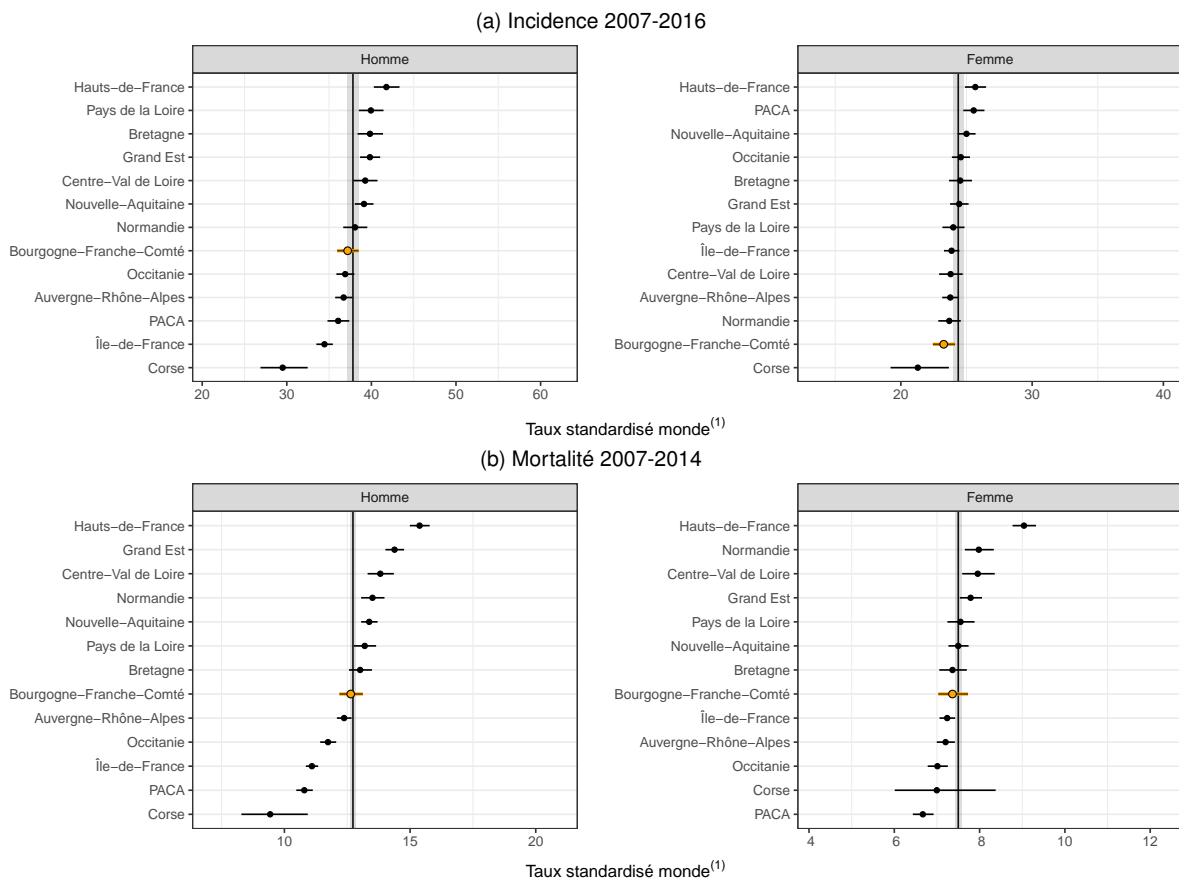 (a) Incidence 2007-2016
Homme
Hauts−de−France
Pays de la Loire
Bretagne
Grand Est
Centre−Val de Loire
Nouvelle−Aquitaine
Normandie
Bourgogne−Franche−Comté
Occitanie
Auvergne−Rhône−Alpes
PACA
Île−de−France
Corse
20 30 40 50 60
Femme
Hauts−de−France
PACA
Nouvelle−Aquitaine
Occitanie
Bretagne
Grand Est
Pays de la Loire
Île−de−France
Centre−Val de Loire
Auvergne−Rhône−Alpes
Normandie
Bourgogne−Franche−Comté
Corse
20 30 40
Taux standardisé monde(1)
(b) Mortalité 2007-2014
Homme
Hauts−de−France
Grand Est
Centre−Val de Loire
Normandie
Nouvelle−Aquitaine
Pays de la Loire
Bretagne
Bourgogne−Franche−Comté
Auvergne−Rhône−Alpes
Occitanie
Île−de−France
PACA
Corse
10 15 20
Femme
Hauts−de−France
Normandie
Centre−Val de Loire
Grand Est
Pays de la Loire
Nouvelle−Aquitaine
Bretagne
Bourgogne−Franche−Comté
Île−de−France
Auvergne−Rhône−Alpes
Occitanie
Corse
PACA
4 6 8 10 12
Taux standardisé monde(1)